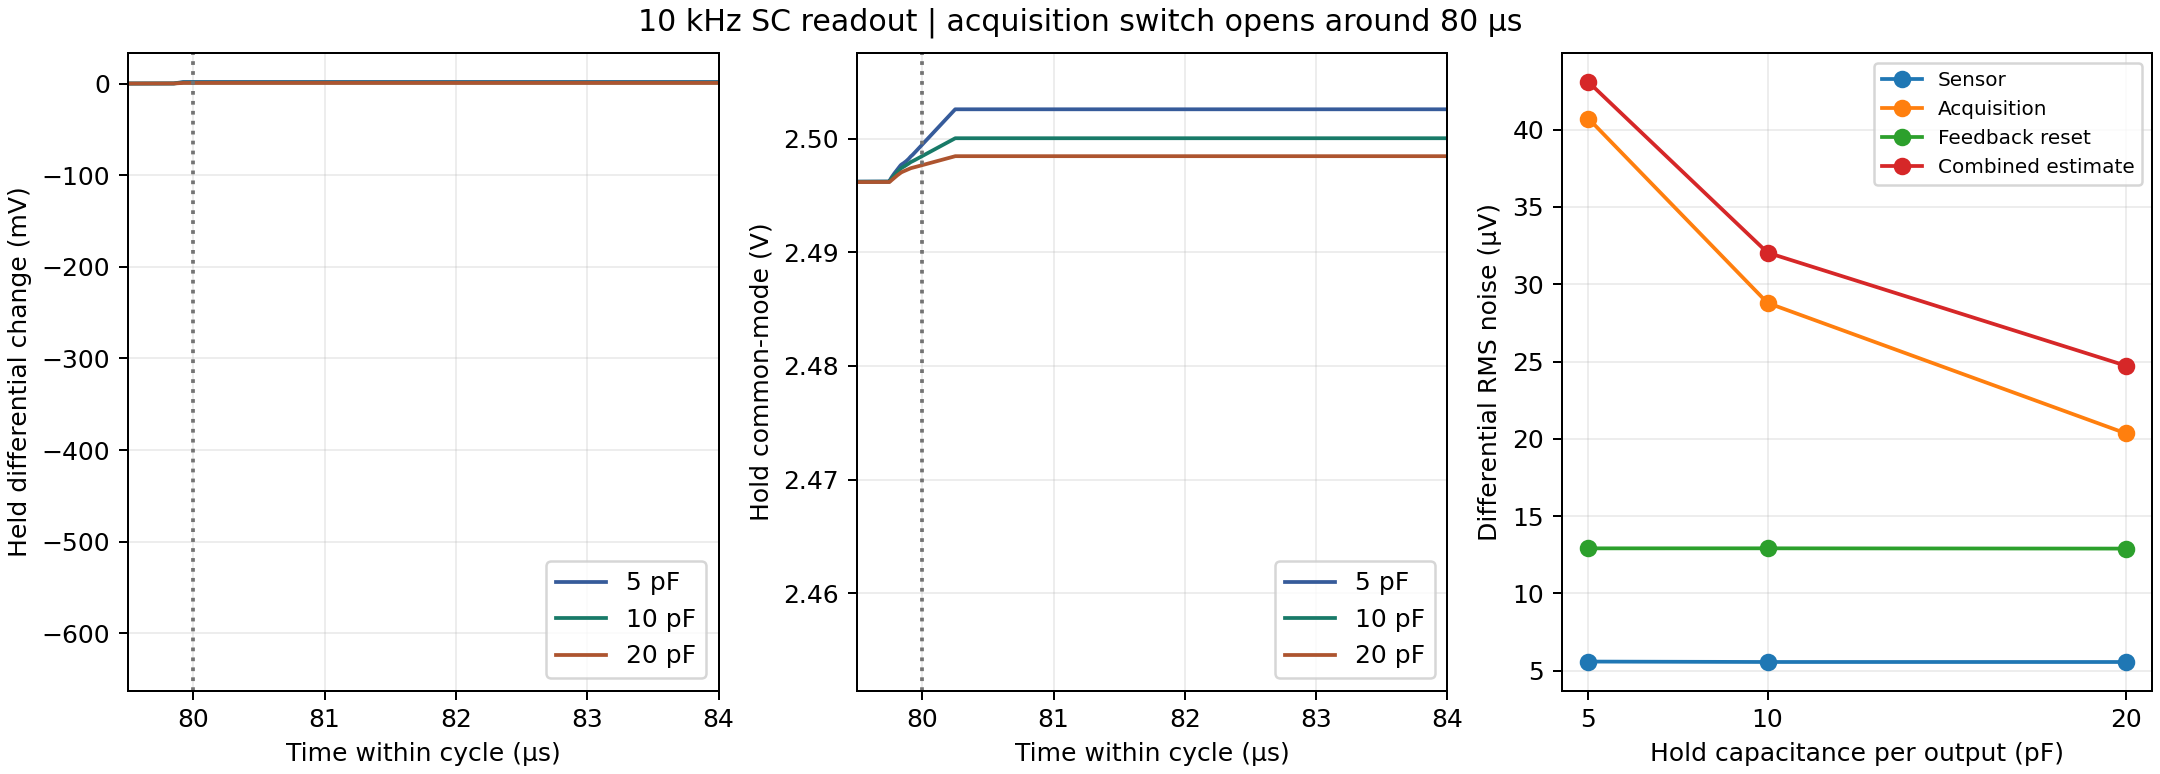 10 kHz SC readout | acquisition switch opens around 80 µs
Held differential change (mV)
0
−100
−200
−300
−400
−500
−600
5 pF
10 pF
20 pF
80
81
82
83
84
Time within cycle (µs)
Hold common-mode (V)
2.50
2.49
2.48
2.47
2.46
5 pF
10 pF
20 pF
80
81
82
83
84
Time within cycle (µs)
Differential RMS noise (µV)
40
35
30
25
20
15
10
5
Sensor
Acquisition
Feedback reset
Combined estimate
5
10
20
Hold capacitance per output (pF)